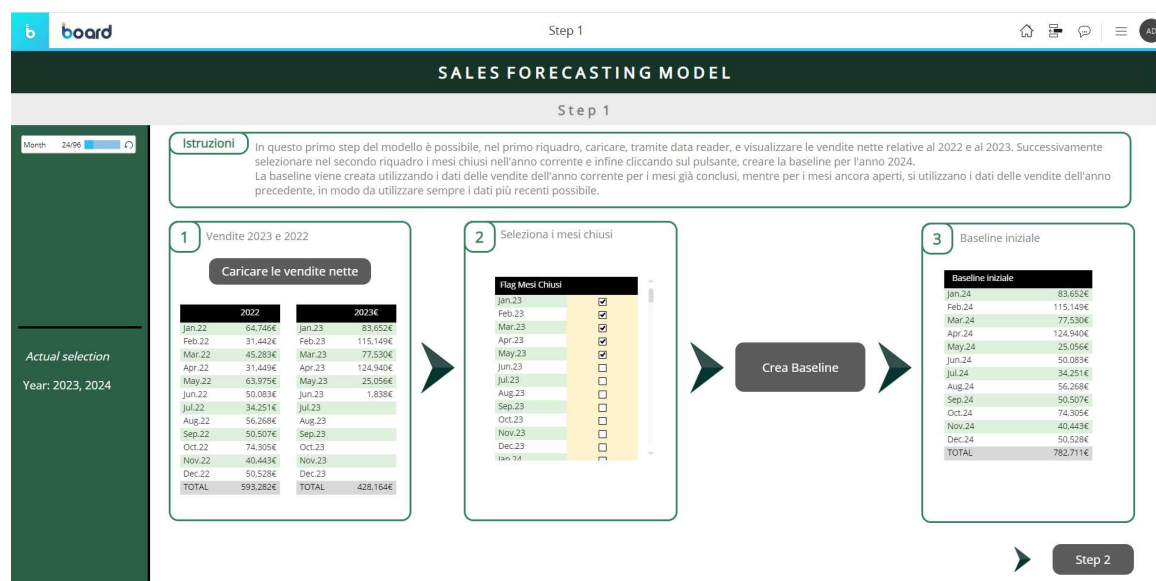 board
Step 1
AD
SALES FORECASTING MODEL
Step 1
Month 24/96
Istruzioni
In questo primo step del modello è possibile, nel primo riquadro, caricare, tramite data reader, e visualizzare le vendite nette relative al 2022 e al 2023. Successivamente
selezionare nel secondo riquadro i mesi chiusi nell'anno corrente e infine cliccando sul pulsante, creare la baseline per l'anno 2024.
La baseline viene creata utilizzando i dati delle vendite dell'anno corrente per i mesi già conclusi, mentre per i mesi ancora aperti, si utilizzano i dati delle vendite dell'anno
precedente, in modo da utilizzare sempre i dati più recenti possibile.
1 Vendite 2023 e 2022
Caricare le vendite nette
2022 2023€
Jan.22 64,746€ Jan.23 83,652€
Feb.22 31,442€ Feb.23 115,149€
Mar.22 45,283€ Mar.23 77,530€
Apr.22 31,449€ Apr.23 124,940€
May.22 63,975€ May.23 25,056€
Jun.22 50,083€ Jun.23 1,838€
Jul.22 34,251€ Jul.23
Aug.22 56,268€ Aug.23
Sep.22 50,507€ Sep.23
Oct.22 74,305€ Oct.23
Nov.22 40,443€ Nov.23
Dec.22 50,528€ Dec.23
TOTAL 593,282€ TOTAL 428,164€
2 Seleziona i mesi chiusi
Flag Mesi Chiusi
Jan.23
Feb.23
Mar.23
Apr.23
May.23
Jun.23
Jul.23
Aug.23
Sep.23
Oct.23
Nov.23
Dec.23
Jan.24
Crea Baseline
3 Baseline iniziale
Baseline iniziale
Jan.24 83,652€
Feb.24 115,149€
Mar.24 77,530€
Apr.24 124,940€
May.24 25,056€
Jun.24 50,083€
Jul.24 34,251€
Aug.24 56,268€
Sep.24 50,507€
Oct.24 74,305€
Nov.24 40,443€
Dec.24 50,528€
TOTAL 782,711€
Actual selection
Year: 2023, 2024
Step 2